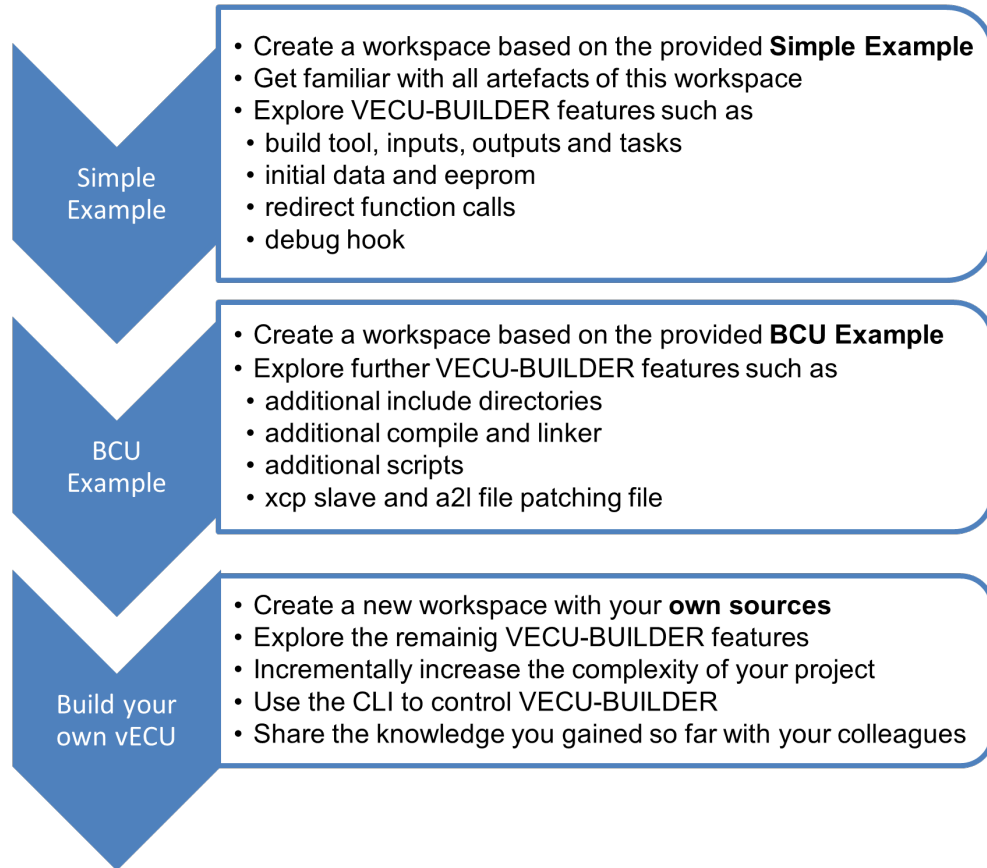 Simple
Example
• Create a workspace based on the provided Simple Example
• Get familiar with all artefacts of this workspace
• Explore VECU-BUILDER features such as
• build tool, inputs, outputs and tasks
• initial data and eeprom
• redirect function calls
• debug hook
BCU
Example
• Create a workspace based on the provided BCU Example
• Explore further VECU-BUILDER features such as
• additional include directories
• additional compile and linker
• additional scripts
• xcp slave and a2l file patching file
Build your
own vECU
• Create a new workspace with your own sources
• Explore the remainig VECU-BUILDER features
• Incrementally increase the complexity of your project
• Use the CLI to control VECU-BUILDER
• Share the knowledge you gained so far with your colleagues